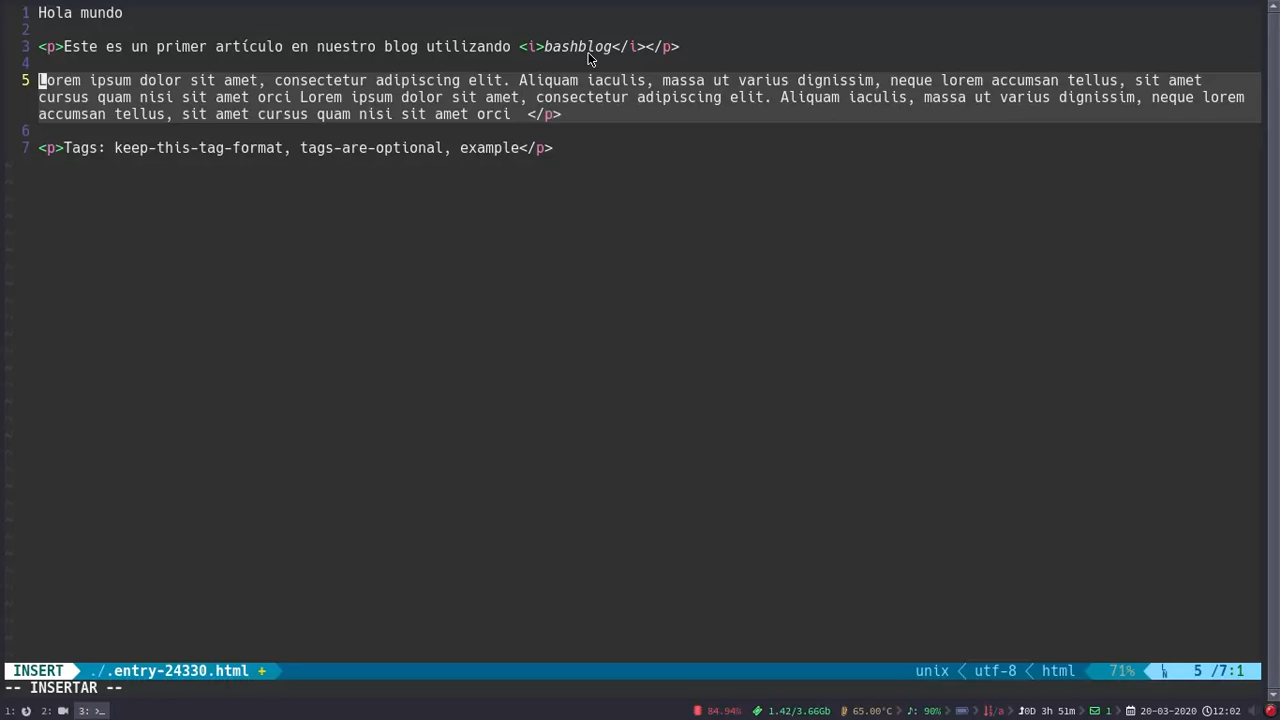 1 Hola mundo
2
3 <p>Este es un primer artículo en nuestro blog utilizando <i>bashblog</i></p>
4
5 Lorem ipsum dolor sit amet, consectetur adipiscing elit. Aliquam iaculis, massa ut varius dignissim, neque lorem accumsan tellus, sit amet
cursus quam nisi sit amet orci Lorem ipsum dolor sit amet, consectetur adipiscing elit. Aliquam iaculis, massa ut varius dignissim, neque lorem
accumsan tellus, sit amet cursus quam nisi sit amet orci  </p>
6
7 <p>Tags: keep-this-tag-format, tags-are-optional, example</p>
INSERT ./.entry-24330.html + unix utf-8 html 71% 5 /7:1
-- INSERTAR --
1: 2: 3: >_ 84.94% 1.42/3.66Gb 65.00°C 90% /a 0D 3h 51m 1 20-03-2020 12:02